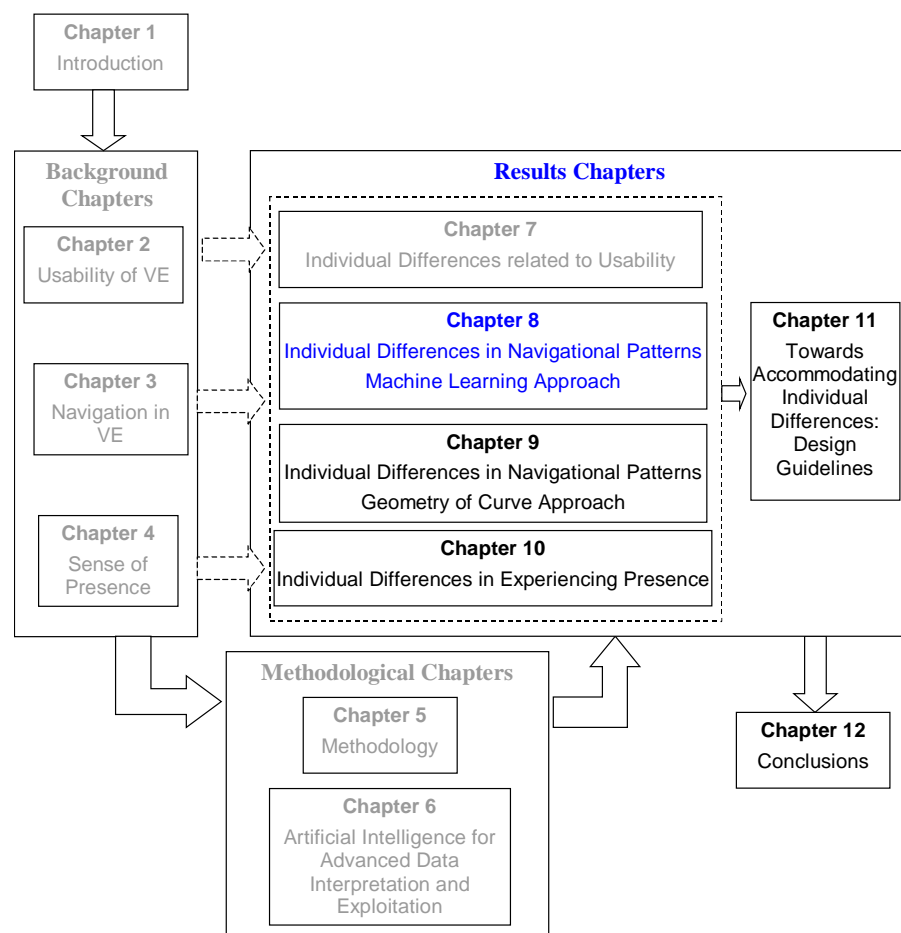 Chapter 1
Introduction
Background
Chapters
Chapter 2
Usability of VE
Chapter 3
Navigation in
VE
Chapter 4
Sense of
Presence
Results Chapters
Chapter 7
Individual Differences related to Usability
Chapter 8
Individual Differences in Navigational Patterns
Machine Learning Approach
Chapter 9
Individual Differences in Navigational Patterns
Geometry of Curve Approach
Chapter 10
Individual Differences in Experiencing Presence
Chapter 11
Towards
Accommodating
Individual
Differences:
Design
Guidelines
Methodological Chapters
Chapter 5
Methodology
Chapter 6
Artificial Intelligence for
Advanced Data
Interpretation and
Exploitation
Chapter 12
Conclusions